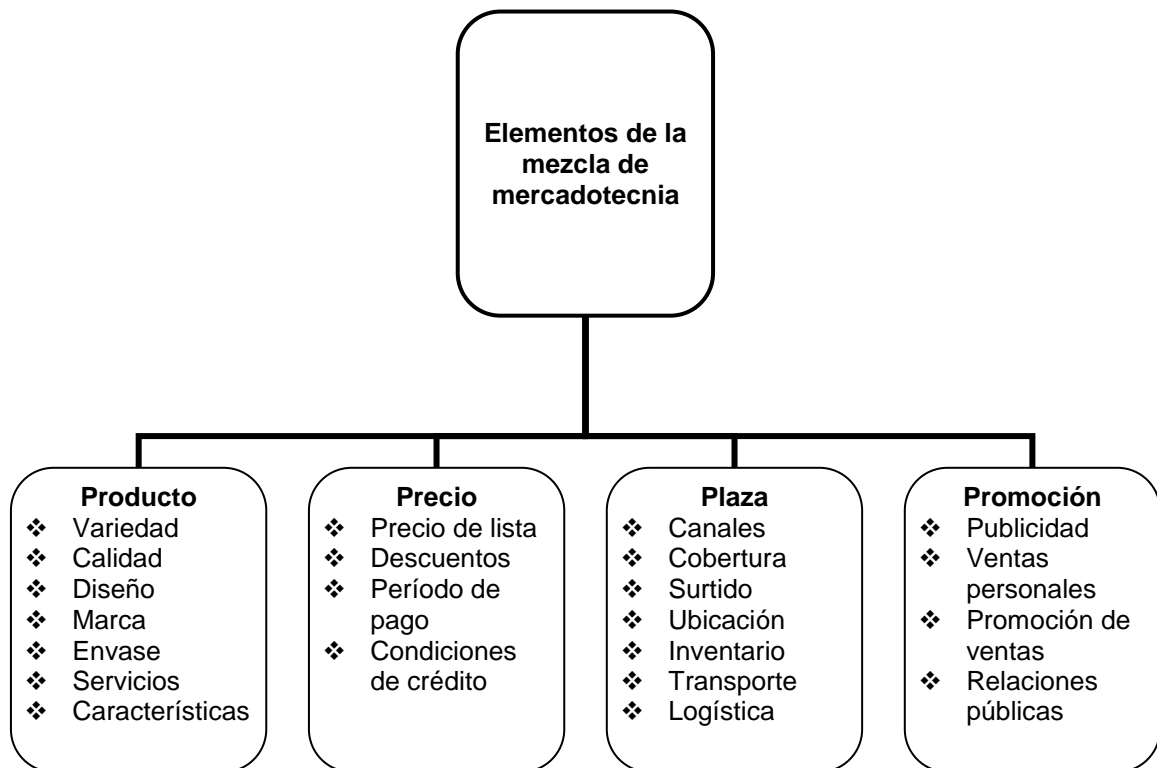 Elementos de la
mezcla de
mercadotecnia
Producto
❖ Variedad
❖ Calidad
❖ Diseño
❖ Marca
❖ Envase
❖ Servicios
❖ Características
Precio
❖ Precio de lista
❖ Descuentos
❖ Período de
pago
❖ Condiciones
de crédito
Plaza
❖ Canales
❖ Cobertura
❖ Surtido
❖ Ubicación
❖ Inventario
❖ Transporte
❖ Logística
Promoción
❖ Publicidad
❖ Ventas
personales
❖ Promoción de
ventas
❖ Relaciones
públicas